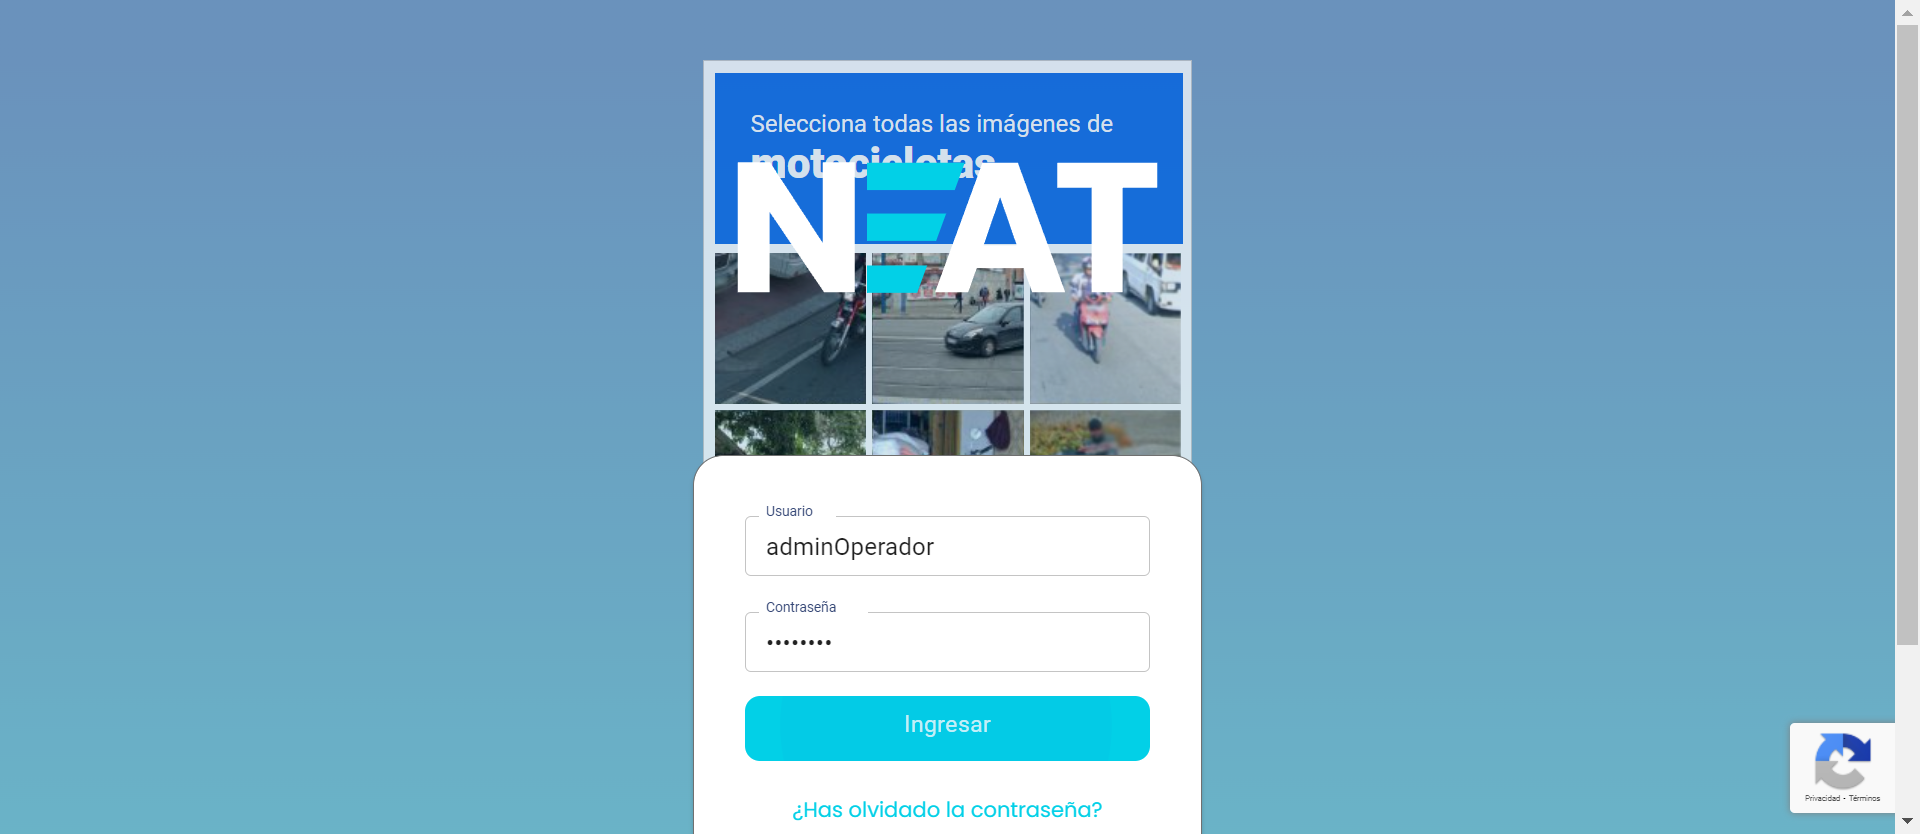 Selecciona todas las imágenes de
motocicletas
NEAT
Usuario
adminOperador
Contraseña
••••••••
Ingresar
¿Has olvidado la contraseña?
Privacidad - Términos